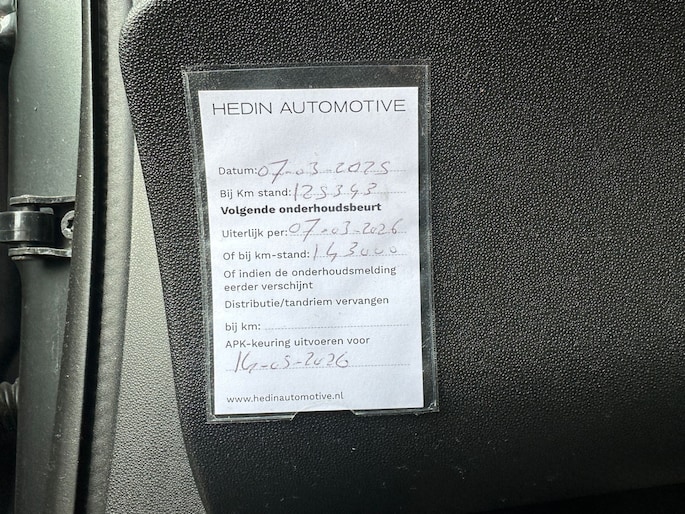 HEDIN AUTOMOTIVE
Datum: 07-03-2025
Bij Km stand: 125343
Volgende onderhoudsbeurt
Uiterlijk per: 07-03-2026
Of bij km-stand: 143000
Of indien de onderhoudsmelding
eerder verschijnt
Distributie/tandriem vervangen
bij km:
APK-keuring uitvoeren voor
14-05-2026
www.hedinautomotive.nl